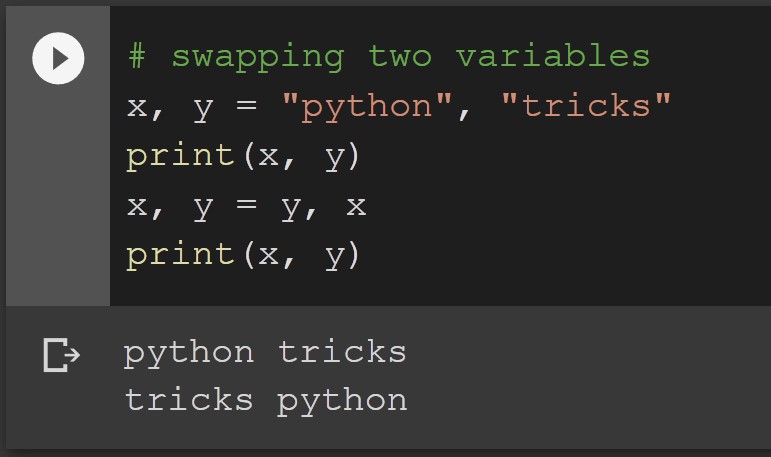 # swapping two variables
x, y = "python", "tricks"
print(x, y)
x, y = y, x
print(x, y)
python tricks
tricks python